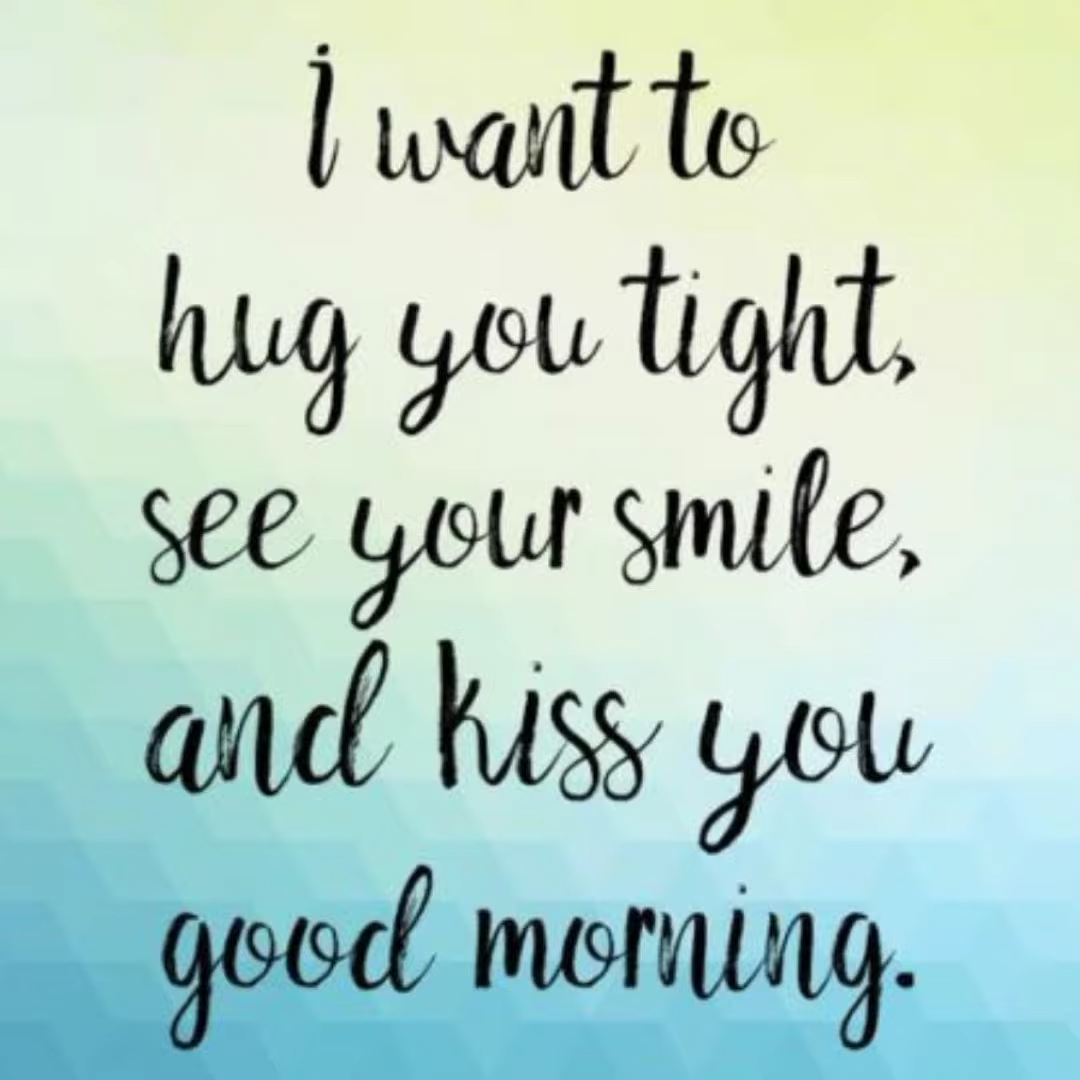 I want to
hug you tight,
see your smile,
and kiss you
good morning.